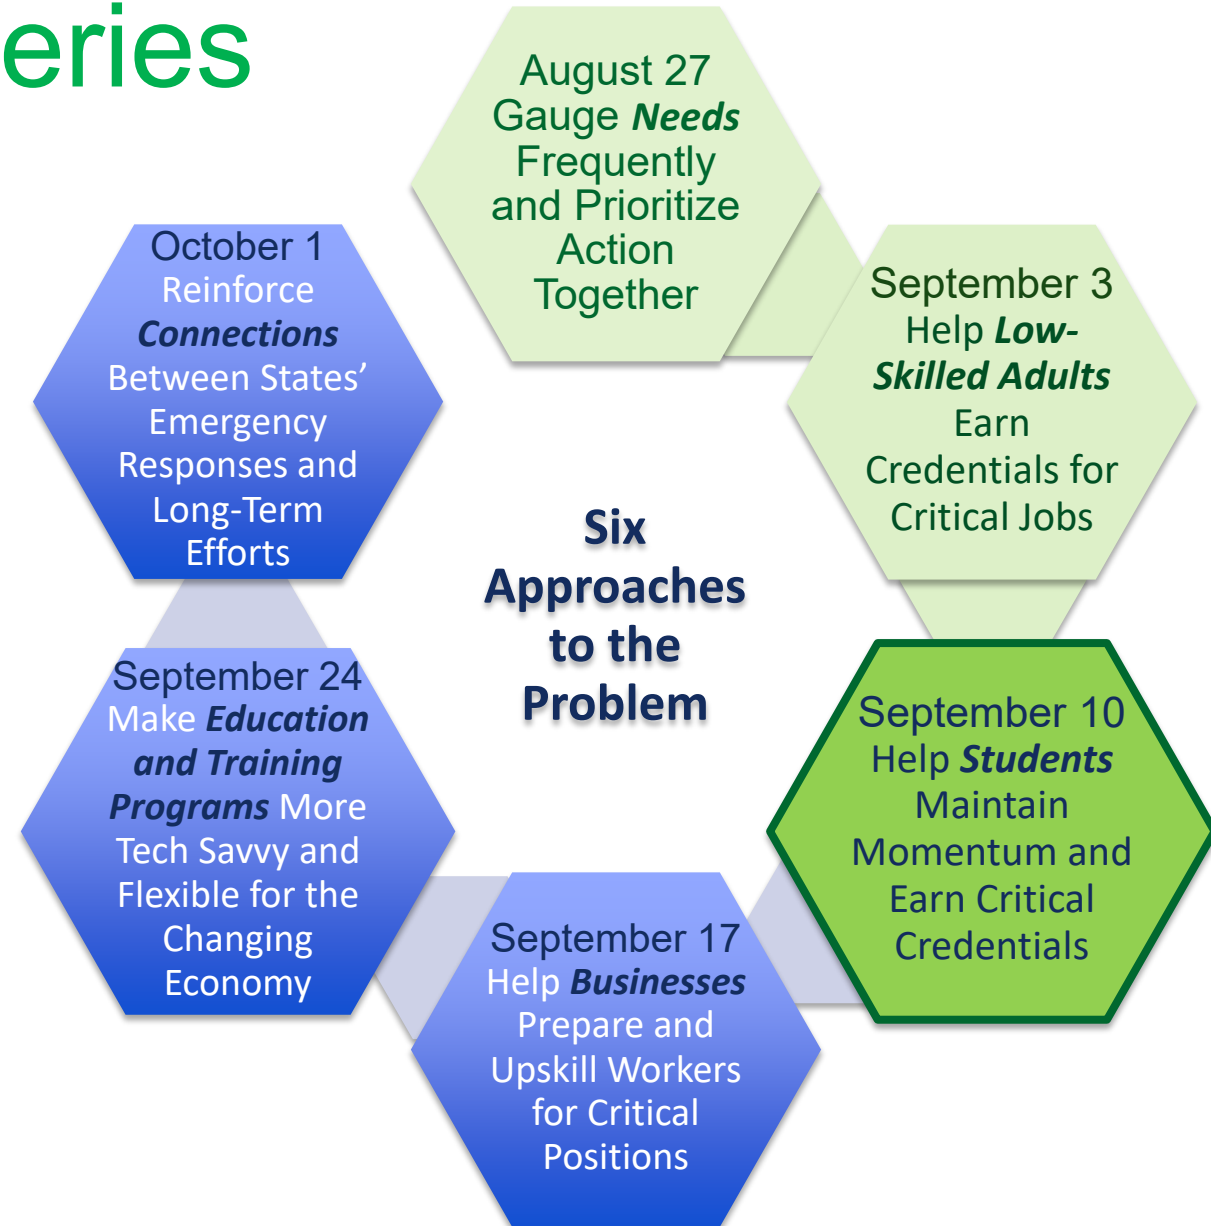 eries
August 27
Gauge Needs
Frequently
and Prioritize
Action
Together
September 3
Help Low-
Skilled Adults
Earn
Credentials for
Critical Jobs
September 10
Help Students
Maintain
Momentum and
Earn Critical
Credentials
September 17
Help Businesses
Prepare and
Upskill Workers
for Critical
Positions
September 24
Make Education
and Training
Programs More
Tech Savvy and
Flexible for the
Changing
Economy
October 1
Reinforce
Connections
Between States’
Emergency
Responses and
Long-Term
Efforts
Six
Approaches
to the
Problem